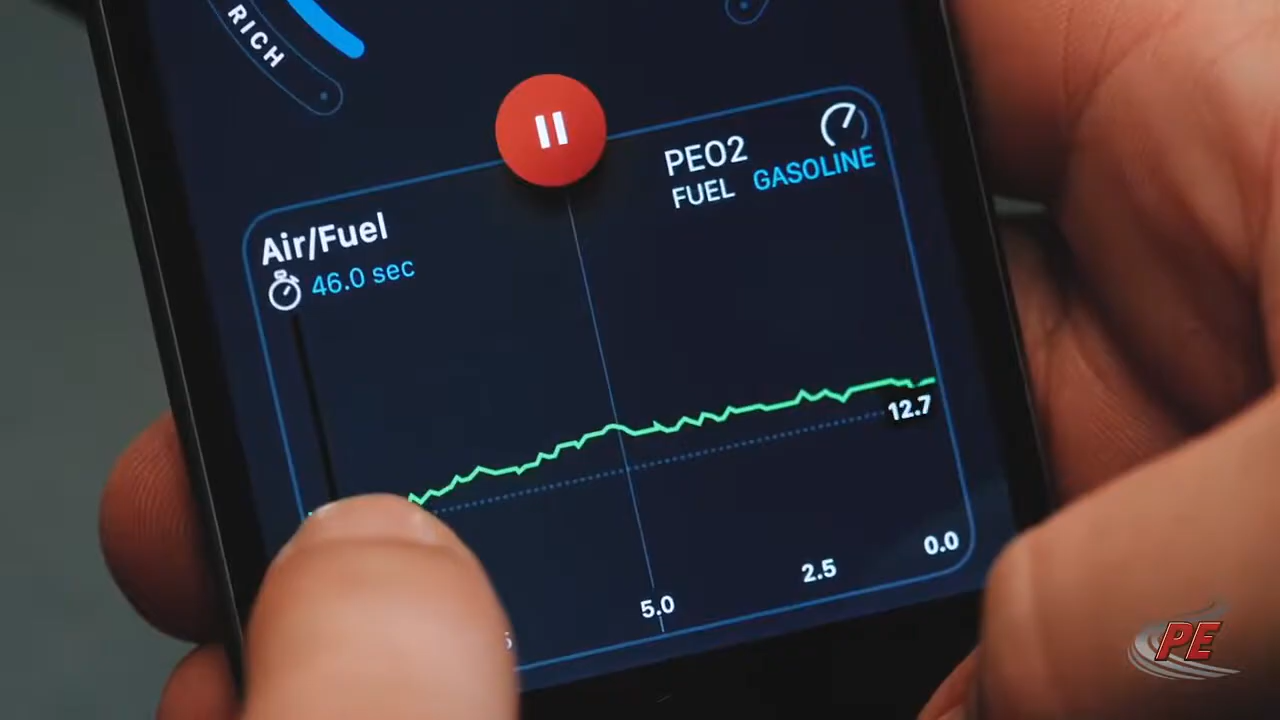 RICH
PEO2
FUEL GASOLINE
Air/Fuel
46.0 sec
12.7
0.0
2.5
5.0
PE